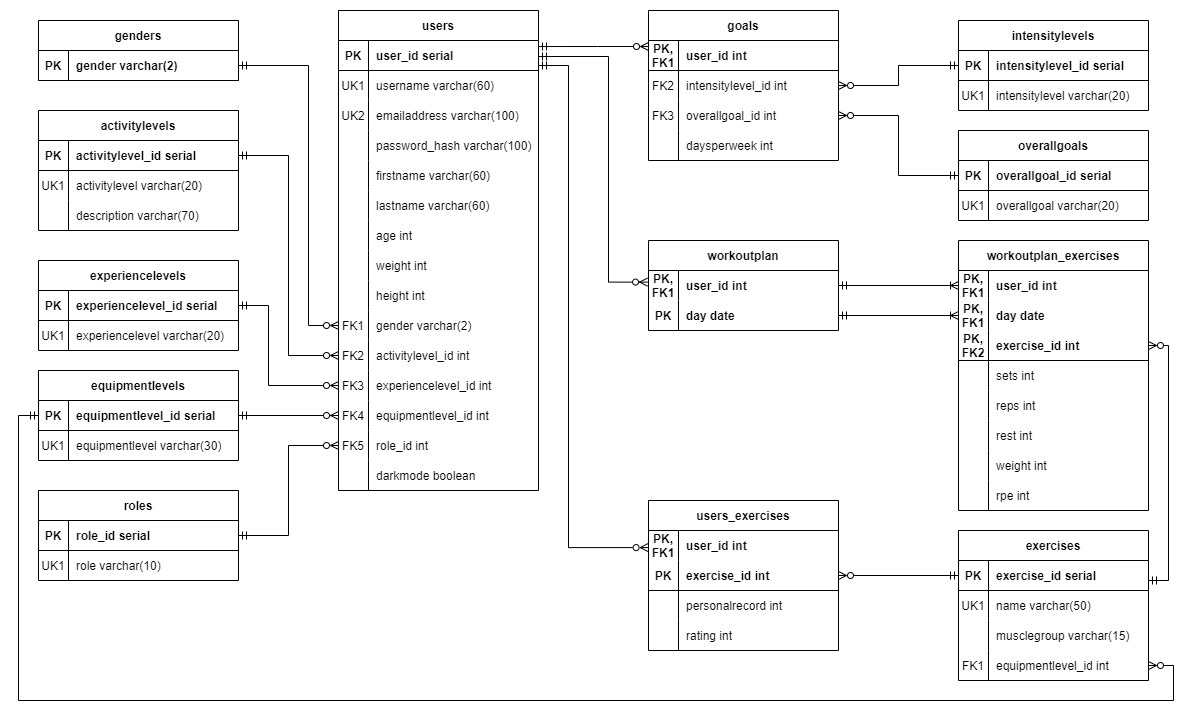 genders
PK gender varchar(2)
activitylevels
PK activitylevel_id serial
UK1 activitylevel varchar(20)
description varchar(70)
experiencelevels
PK experiencelevel_id serial
UK1 experiencelevel varchar(20)
equipmentlevels
PK equipmentlevel_id serial
UK1 equipmentlevel varchar(30)
roles
PK role_id serial
UK1 role varchar(10)
users
PK user_id serial
UK1 username varchar(60)
UK2 emailaddress varchar(100)
password_hash varchar(100)
firstname varchar(60)
lastname varchar(60)
age int
weight int
height int
FK1 gender varchar(2)
FK2 activitylevel_id int
FK3 experiencelevel_id int
FK4 equipmentlevel_id int
FK5 role_id int
darkmode boolean
goals
PK, FK1 user_id int
FK2 intensitylevel_id int
FK3 overallgoal_id int
daysperweek int
workoutplan
PK, FK1 user_id int
PK day date
users_exercises
PK, FK1 user_id int
PK exercise_id int
personalrecord int
rating int
intensitylevels
PK intensitylevel_id serial
UK1 intensitylevel varchar(20)
overallgoals
PK overallgoal_id serial
UK1 overallgoal varchar(20)
workoutplan_exercises
PK, FK1 user_id int
PK, FK1 day date
PK, FK2 exercise_id int
sets int
reps int
rest int
weight int
rpe int
exercises
PK exercise_id serial
UK1 name varchar(50)
musclegroup varchar(15)
FK1 equipmentlevel_id int